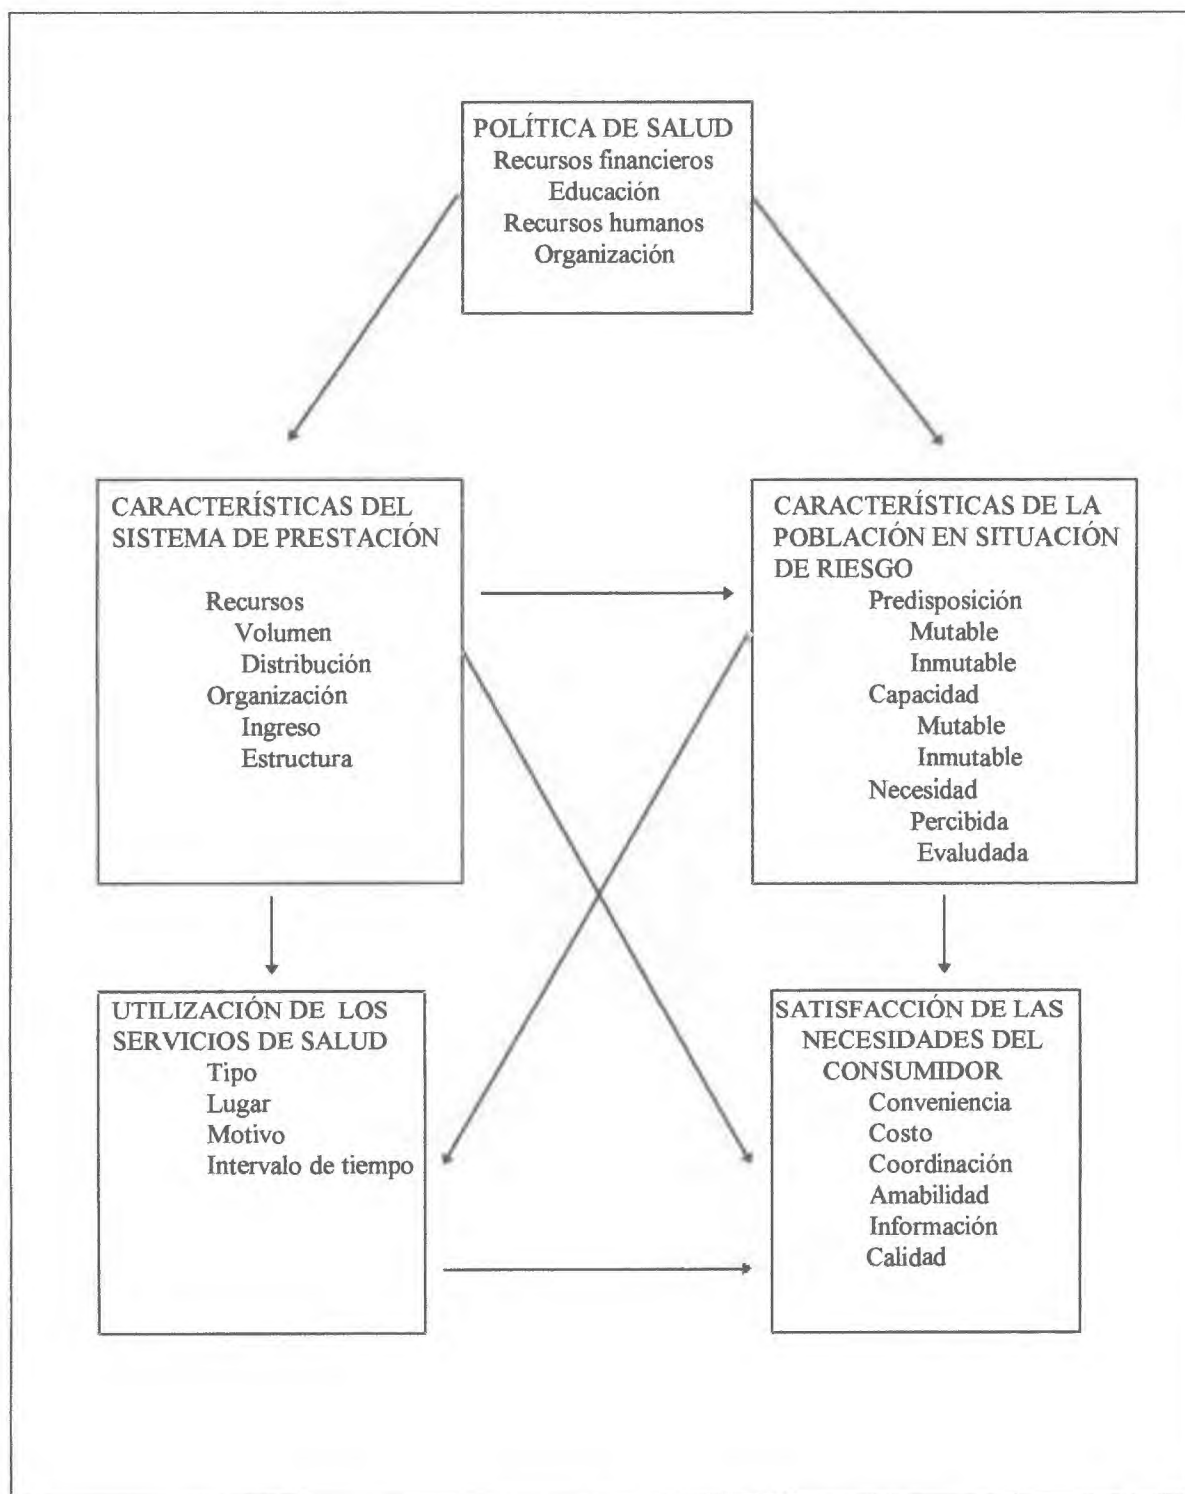 POLÍTICA DE SALUD
Recursos financieros
Educación
Recursos humanos
Organización
CARACTERÍSTICAS DEL
SISTEMA DE PRESTACIÓN
Recursos
Volumen
Distribución
Organización
Ingreso
Estructura
CARACTERÍSTICAS DE LA
POBLACIÓN EN SITUACIÓN
DE RIESGO
Predisposición
Mutable
Inmutable
Capacidad
Mutable
Inmutable
Necesidad
Percibida
Evaludada
UTILIZACIÓN DE LOS
SERVICIOS DE SALUD
Tipo
Lugar
Motivo
Intervalo de tiempo
SATISFACCIÓN DE LAS
NECESIDADES DEL
CONSUMIDOR
Conveniencia
Costo
Coordinación
Amabilidad
Información
Calidad